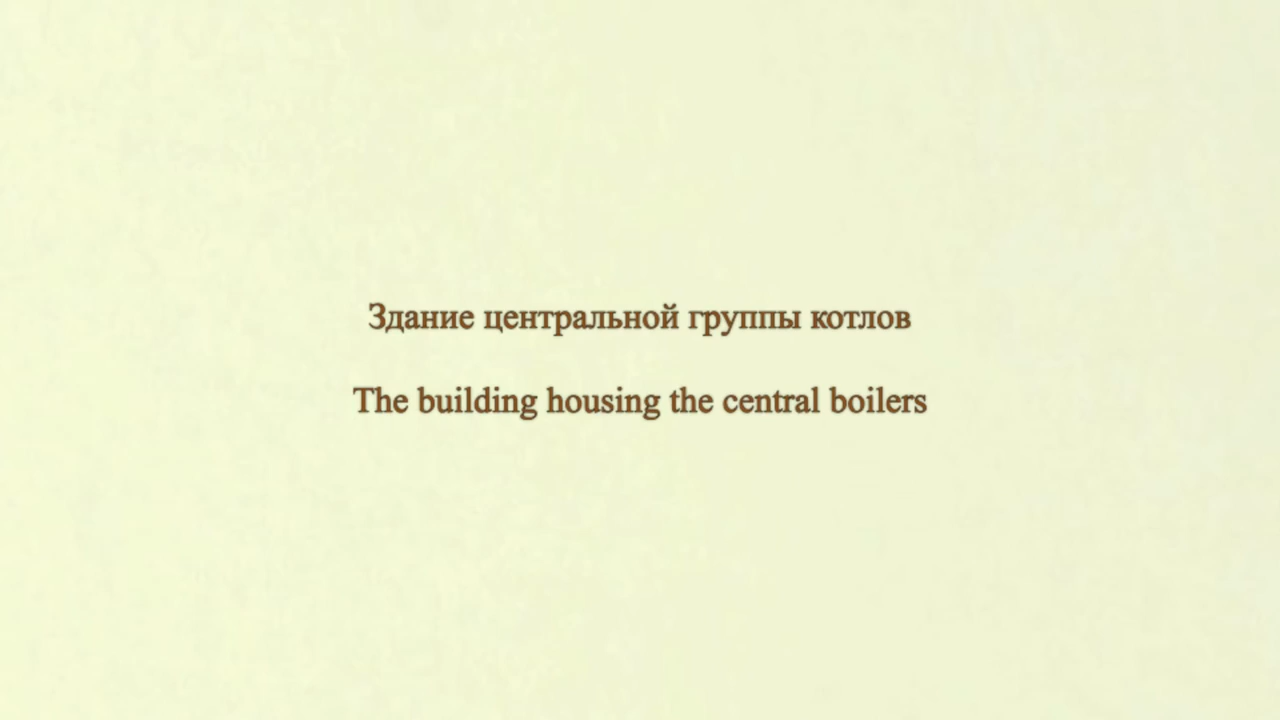 Здание центральной группы котлов
The building housing the central boilers